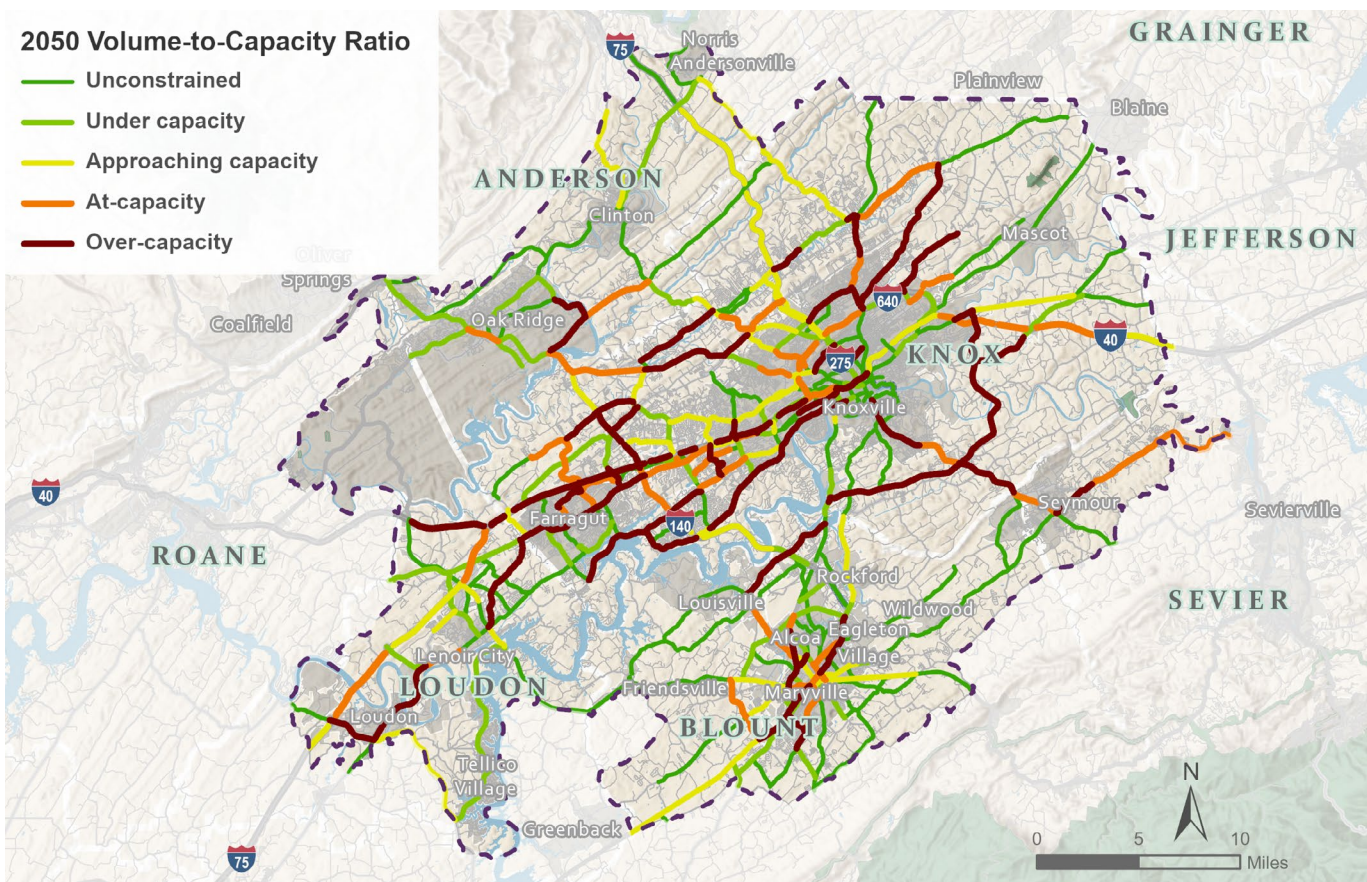 2050 Volume-to-Capacity Ratio
Unconstrained
Under capacity
Approaching capacity
At-capacity
Over-capacity
GRAINGER
75
Norris
Andersonville
Plainview
Blaine
ANDERSON
Clinton
Mascot
JEFFERSON
Oliver
Springs
Coalfield
Oak Ridge
640
40
KNOX
275
Knoxville
40
Seymour
Sevierville
Farragut
140
ROANE
Rockford
Louisville
Wildwood
SEVIER
Alcoa
Eagleton
Village
Lenoir City
LOUDON
Friendsville
Maryville
Loudon
BLOUNT
Tellico
Village
Greenback
75
N
0 5 10
Miles